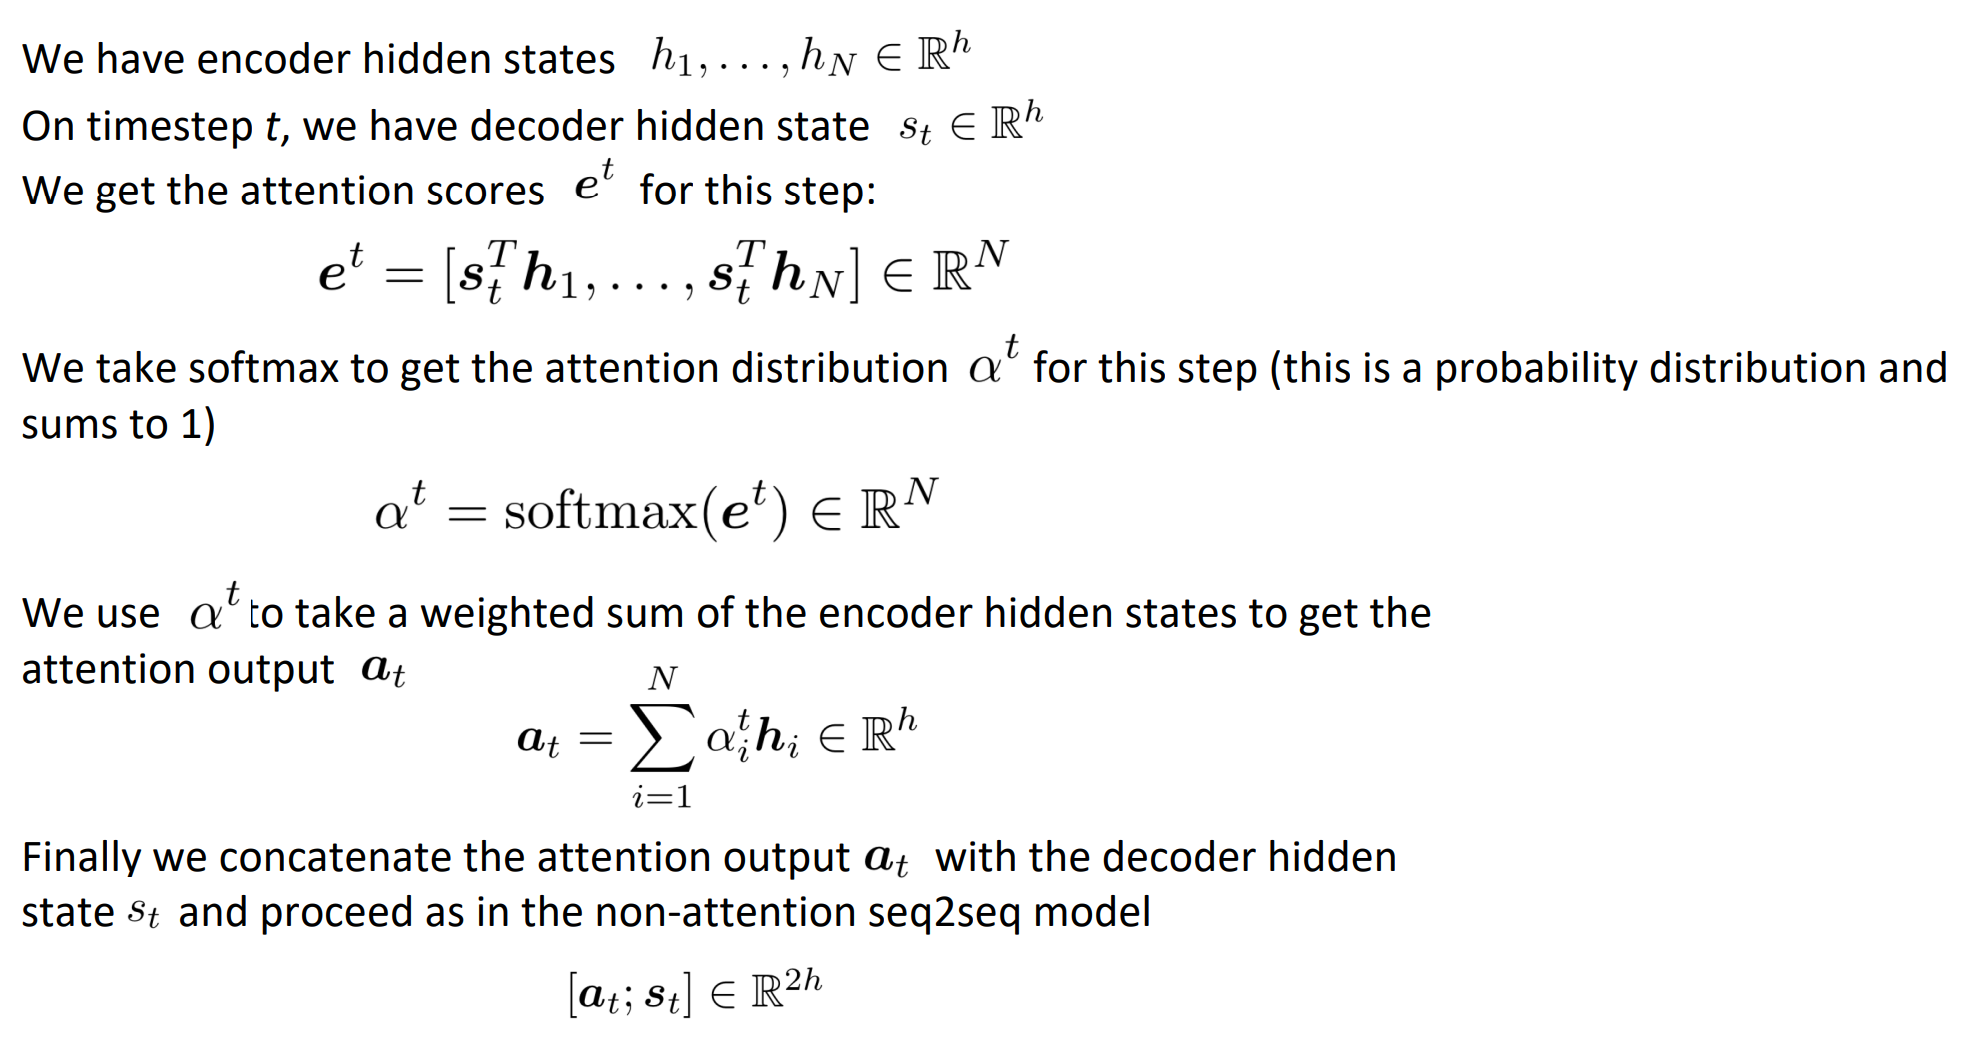 We have encoder hidden states $h_1, \ldots, h_N \in \mathbb{R}^h$
On timestep t, we have decoder hidden state $s_t \in \mathbb{R}^h$
We get the attention scores $\boldsymbol{e}^t$ for this step:
$\boldsymbol{e}^t = [\boldsymbol{s}_t^T \boldsymbol{h}_1, \ldots, \boldsymbol{s}_t^T \boldsymbol{h}_N] \in \mathbb{R}^N$
We take softmax to get the attention distribution $\alpha^t$ for this step (this is a probability distribution and
sums to 1)
$\alpha^t = \text{softmax}(\boldsymbol{e}^t) \in \mathbb{R}^N$
We use $\alpha^t$ to take a weighted sum of the encoder hidden states to get the
attention output $\boldsymbol{a}_t$
$\boldsymbol{a}_t = \sum_{i=1}^{N} \alpha_i^t \boldsymbol{h}_i \in \mathbb{R}^h$
Finally we concatenate the attention output $\boldsymbol{a}_t$ with the decoder hidden
state $s_t$ and proceed as in the non-attention seq2seq model
$[\boldsymbol{a}_t; \boldsymbol{s}_t] \in \mathbb{R}^{2h}$